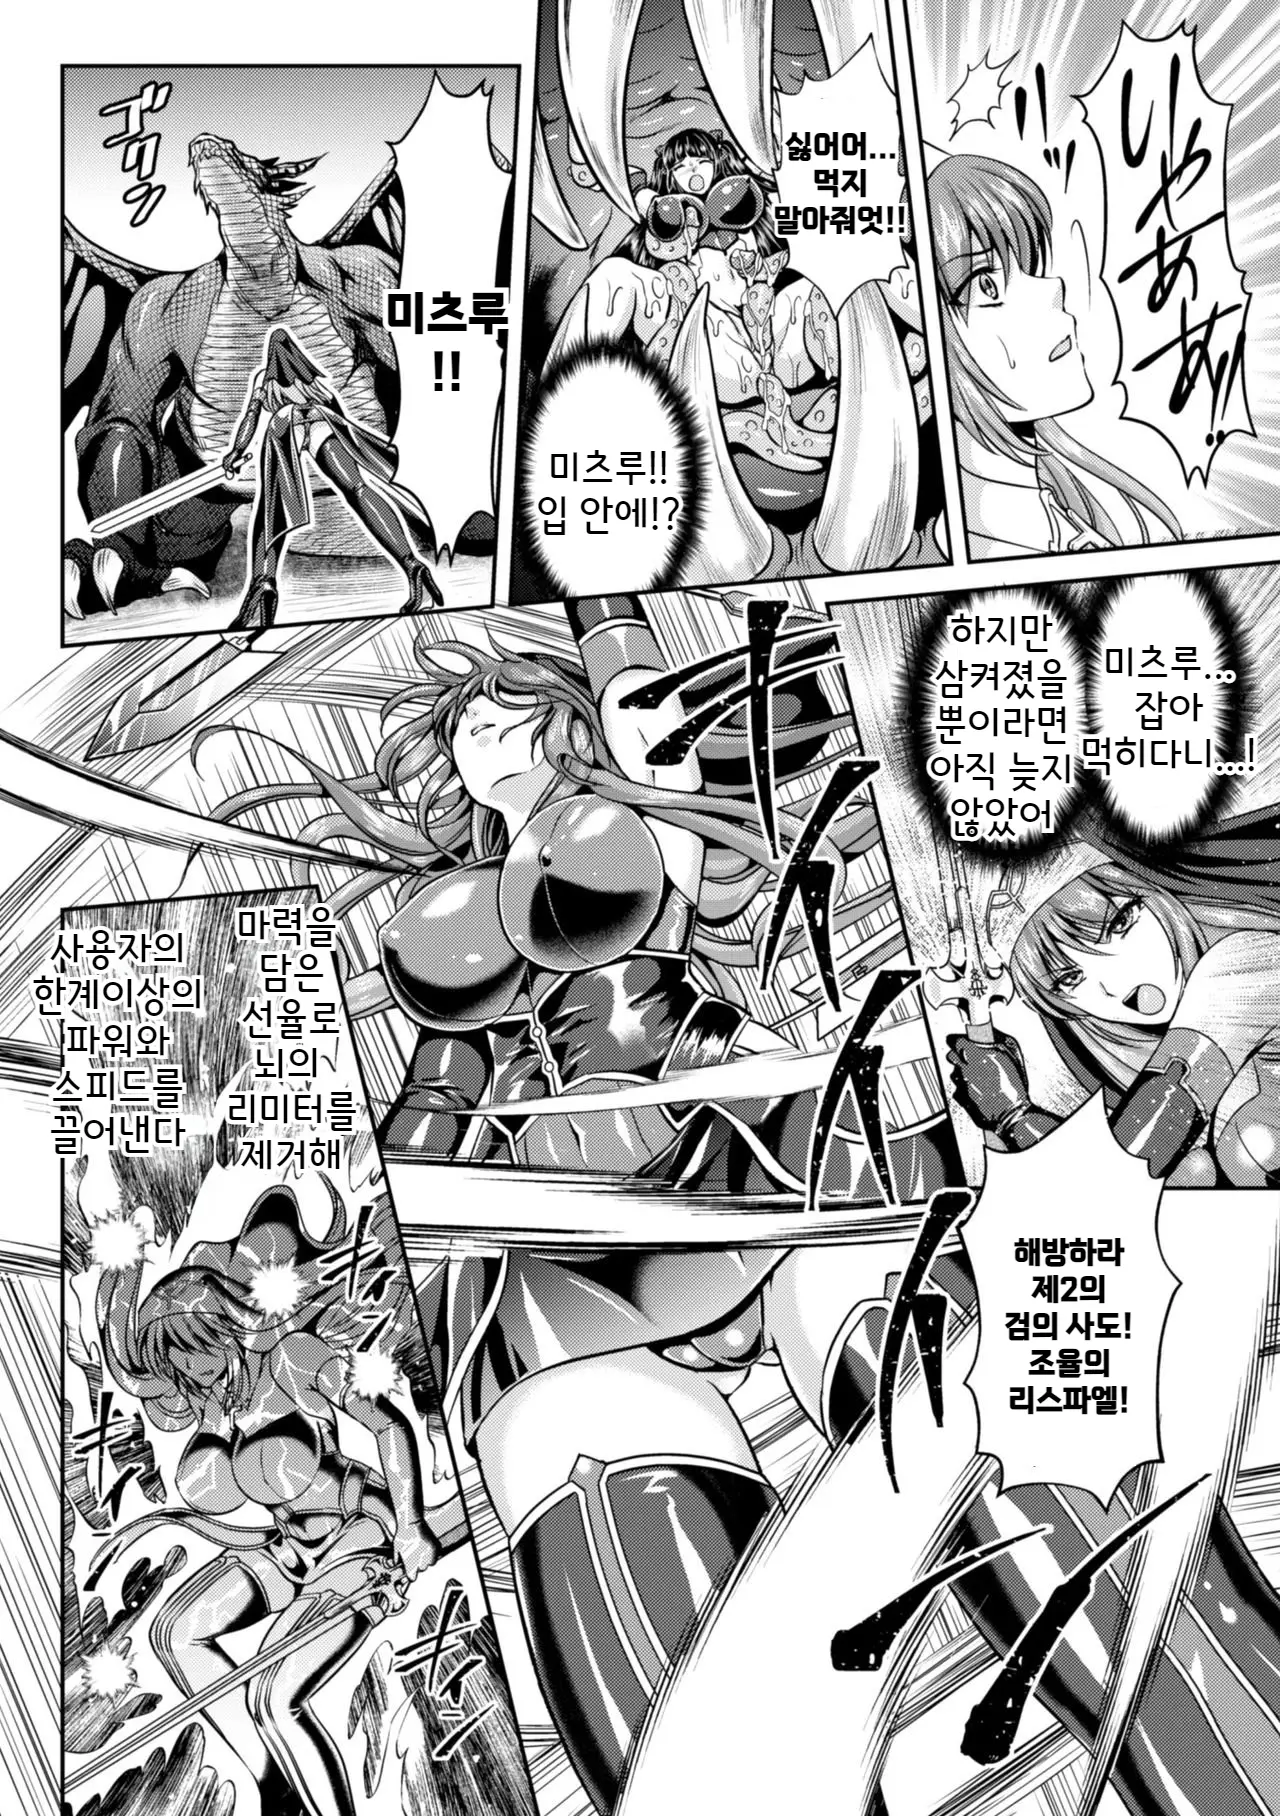 いやあ
あぁ!!
싫어어...
먹지
말아줘엇!!
미츠루!!
입 안에!?
미츠루
!!
ゴクリン
미츠루...
잡아
먹히다니...!
하지만
삼켜졌을
뿐이라면
아직 늦지
않았어
해방하라
제2의
검의 사도!
조율의
리스파엘!
마력을
담은
선율로
뇌의
리미터를
제거해
사용자의
한계이상의
파워와
스피드를
끌어낸다